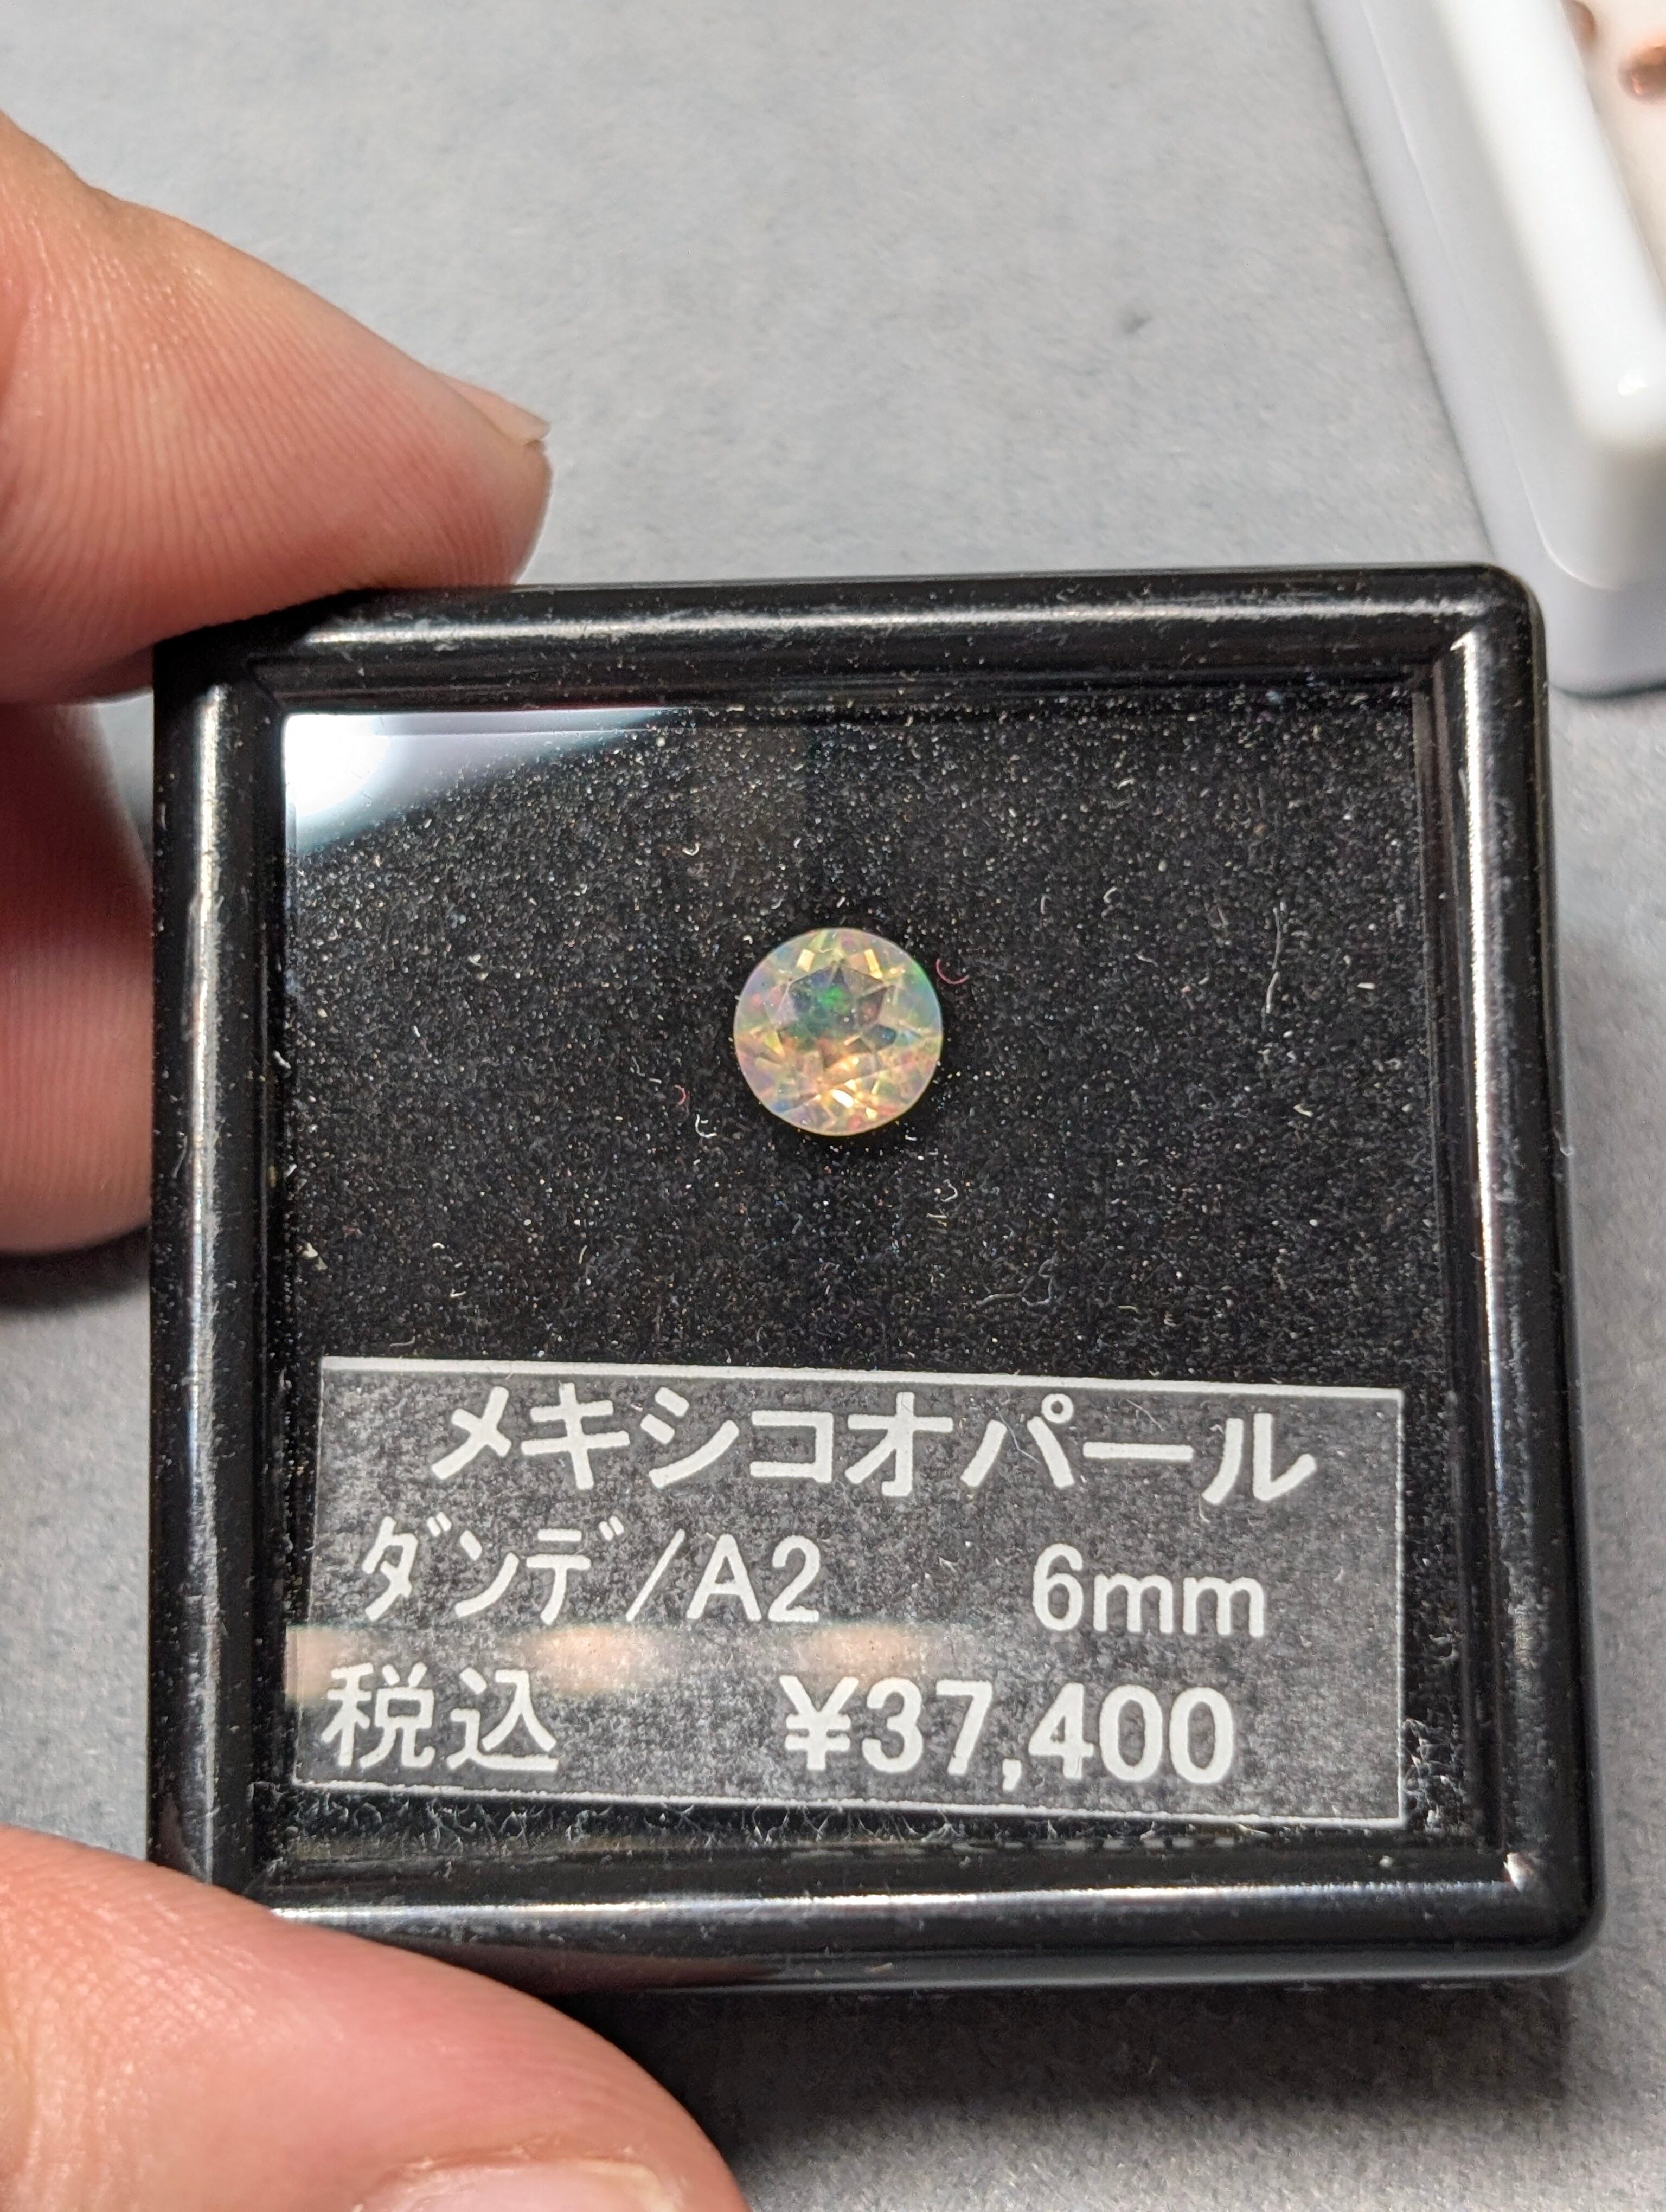 メキシコオパール
ダンデ/A2 6mm
税込 ¥37,400